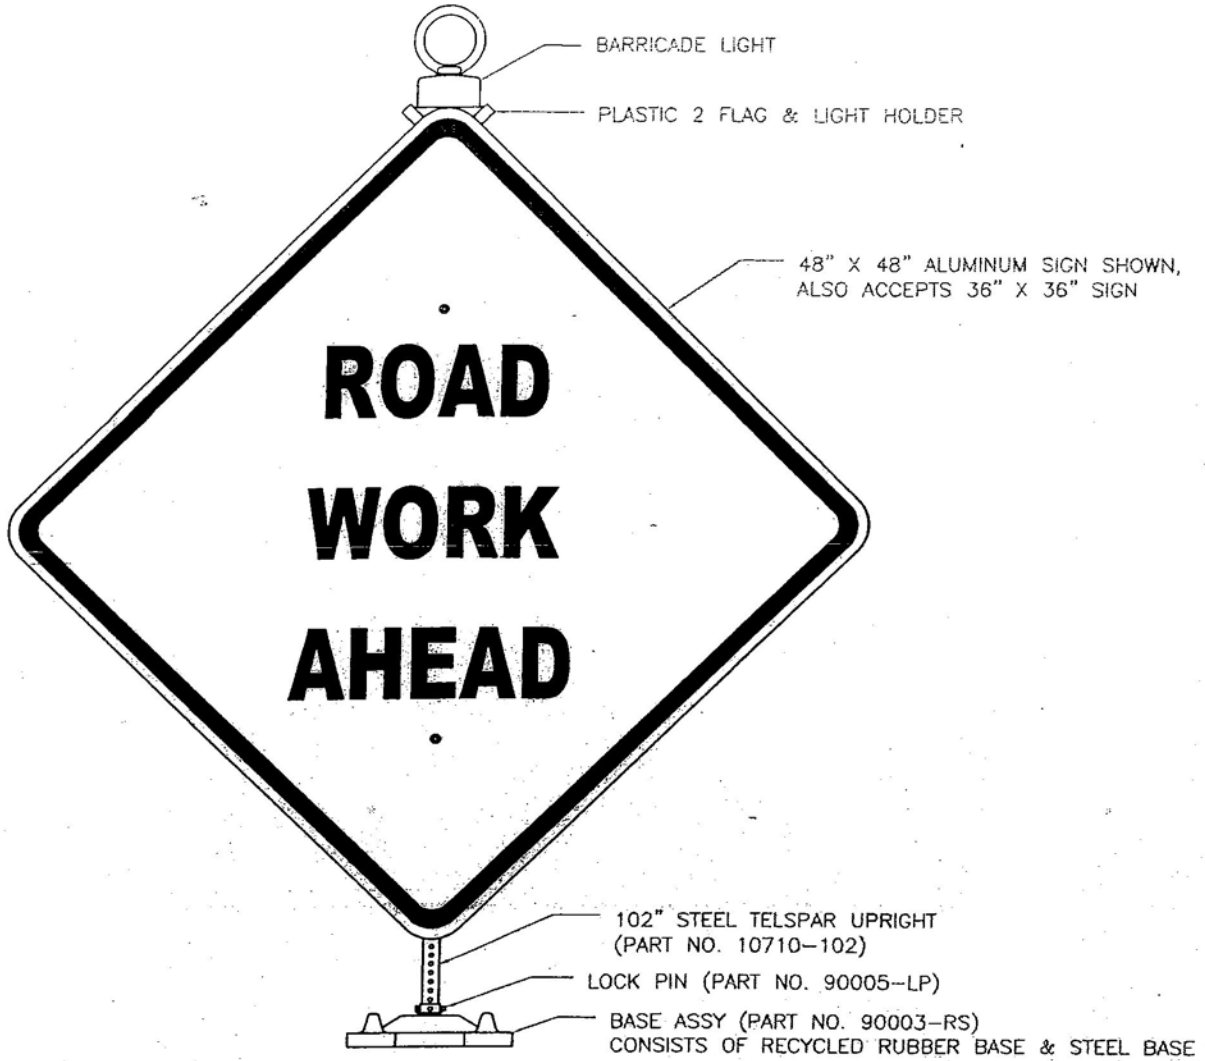 BARRICADE LIGHT
PLASTIC 2 FLAG & LIGHT HOLDER
48" X 48" ALUMINUM SIGN SHOWN,
ALSO ACCEPTS 36" X 36" SIGN
ROAD
WORK
AHEAD
102" STEEL TELSPAR UPRIGHT
(PART NO. 10710-102)
LOCK PIN (PART NO. 90005-LP)
BASE ASSY (PART NO. 90003-RS)
CONSISTS OF RECYCLED RUBBER BASE & STEEL BASE